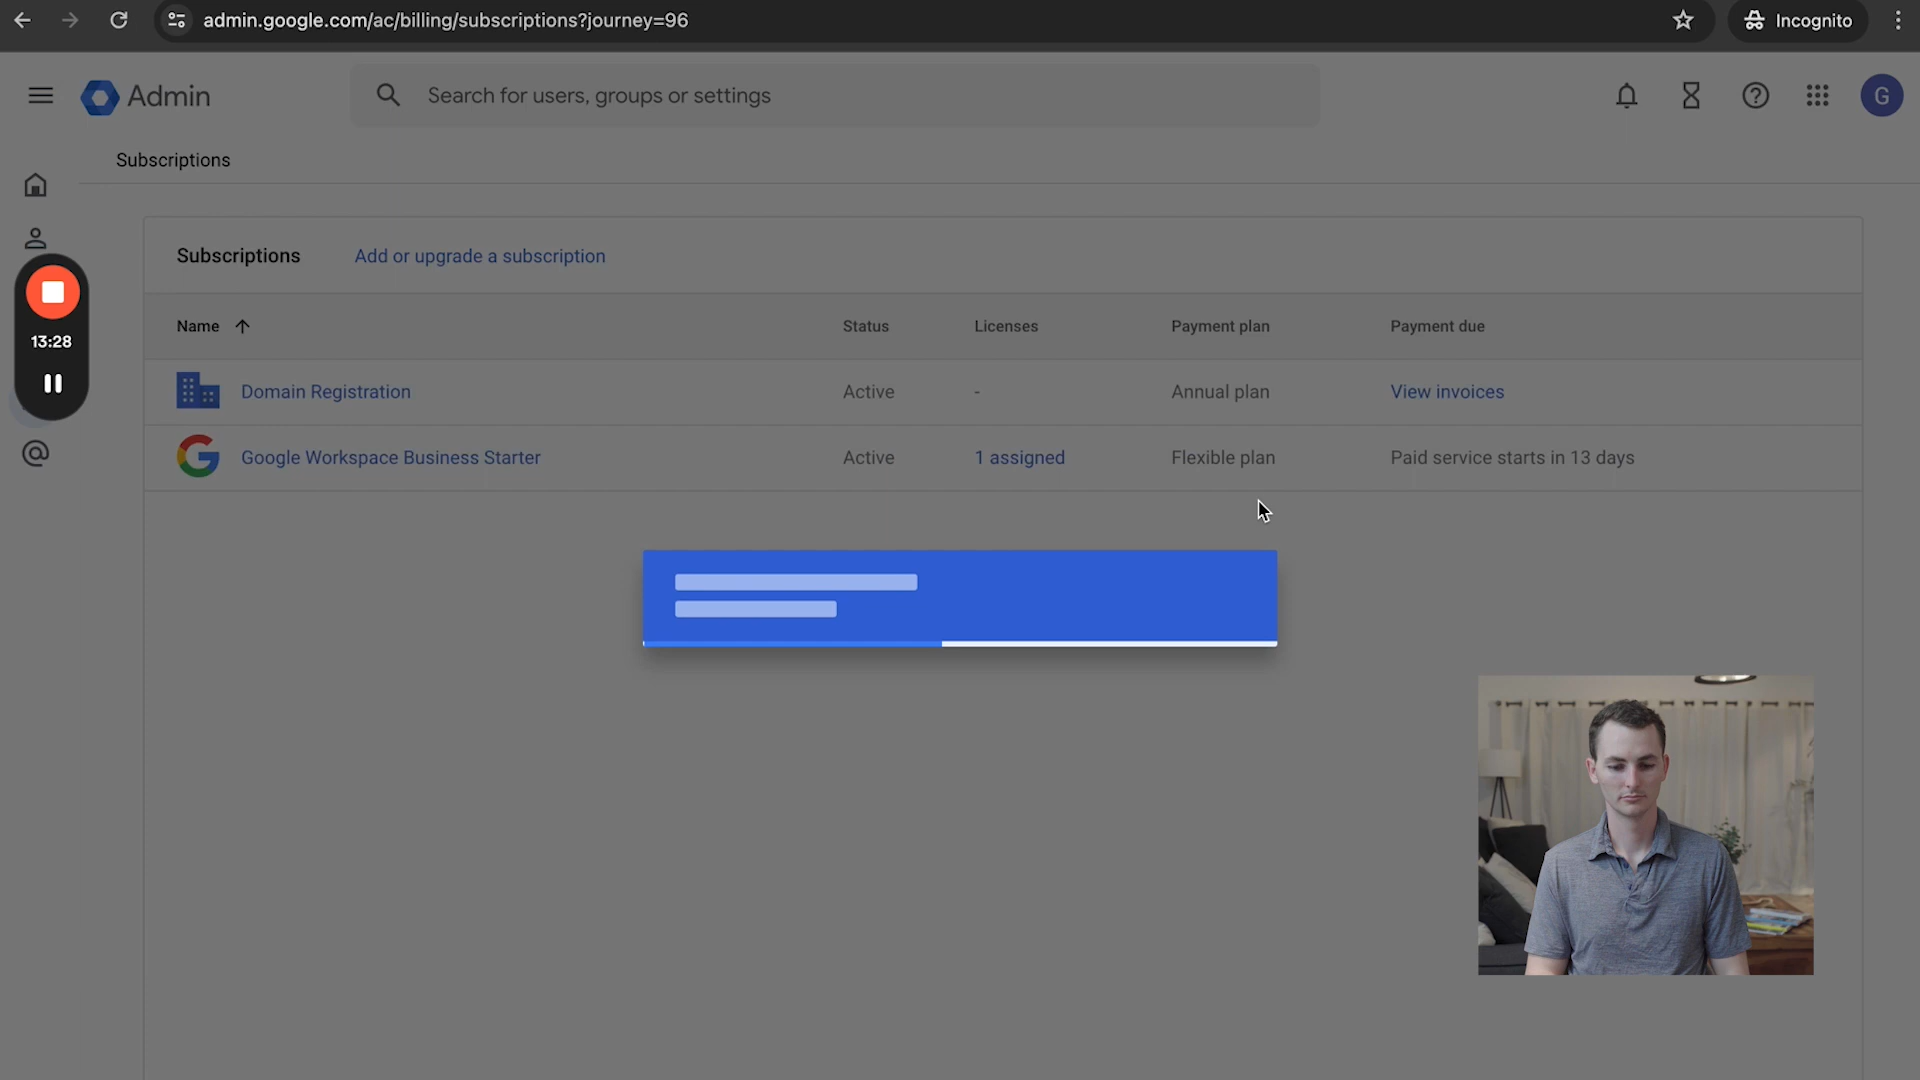 admin.google.com/ac/billing/subscriptions?journey=96
Incognito
Admin
Search for users, groups or settings
G
Subscriptions
Subscriptions
Add or upgrade a subscription
Name
Status
Licenses
Payment plan
Payment due
13:28
Domain Registration
Active
-
Annual plan
View invoices
Google Workspace Business Starter
Active
1 assigned
Flexible plan
Paid service starts in 13 days